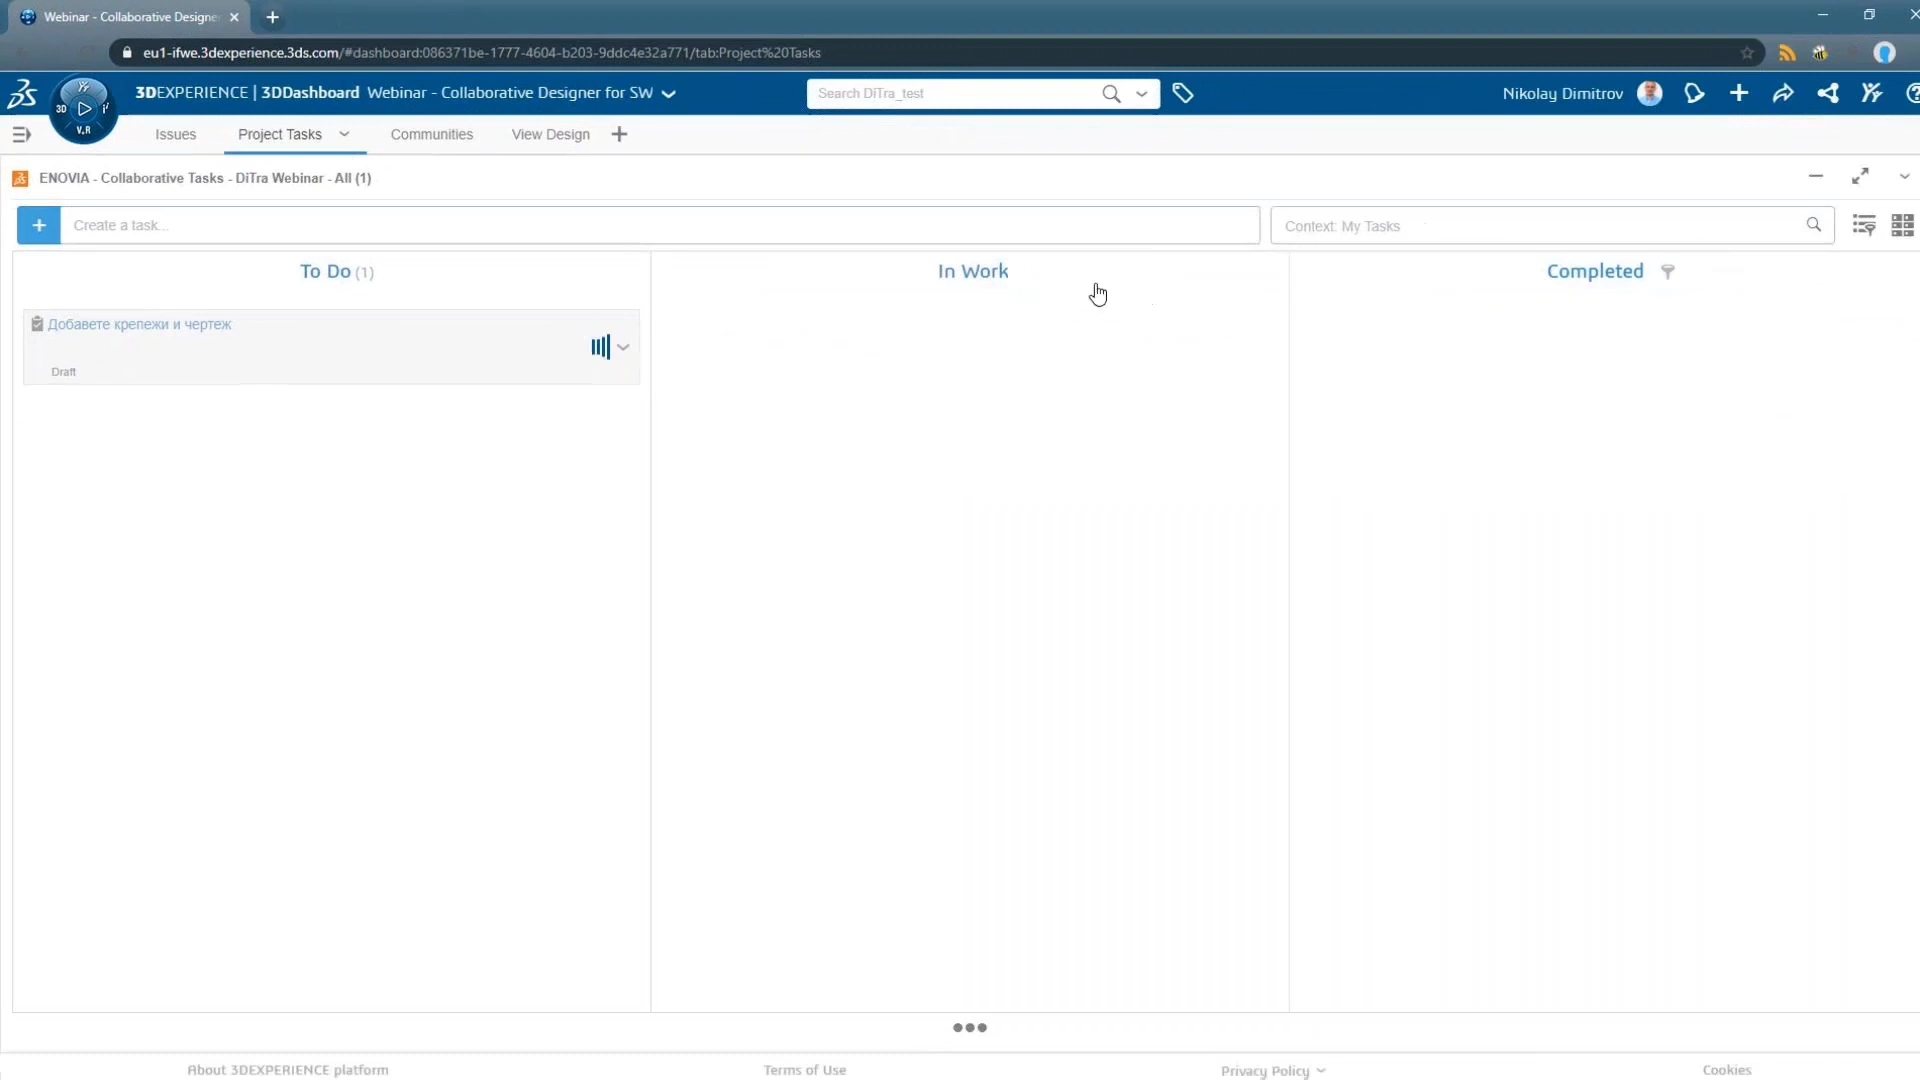 Webinar - Collaborative Designer
eu1-ifwe.3dexperience.3ds.com/#dashboard:086371be-1777-4604-b203-9ddc4e32a771/tab:Project%20Tasks
3D
V.R
3DEXPERIENCE | 3DDashboard Webinar - Collaborative Designer for SW
Search DiTra_test
Nikolay Dimitrov
Issues
Project Tasks
Communities
View Design
ENOVIA - Collaborative Tasks - DiTra Webinar - All (1)
Create a task...
Context: My Tasks
To Do (1)
In Work
Completed
Добавете крепежи и чертеж
Draft
About 3DEXPERIENCE platform
Terms of Use
Privacy Policy
Cookies